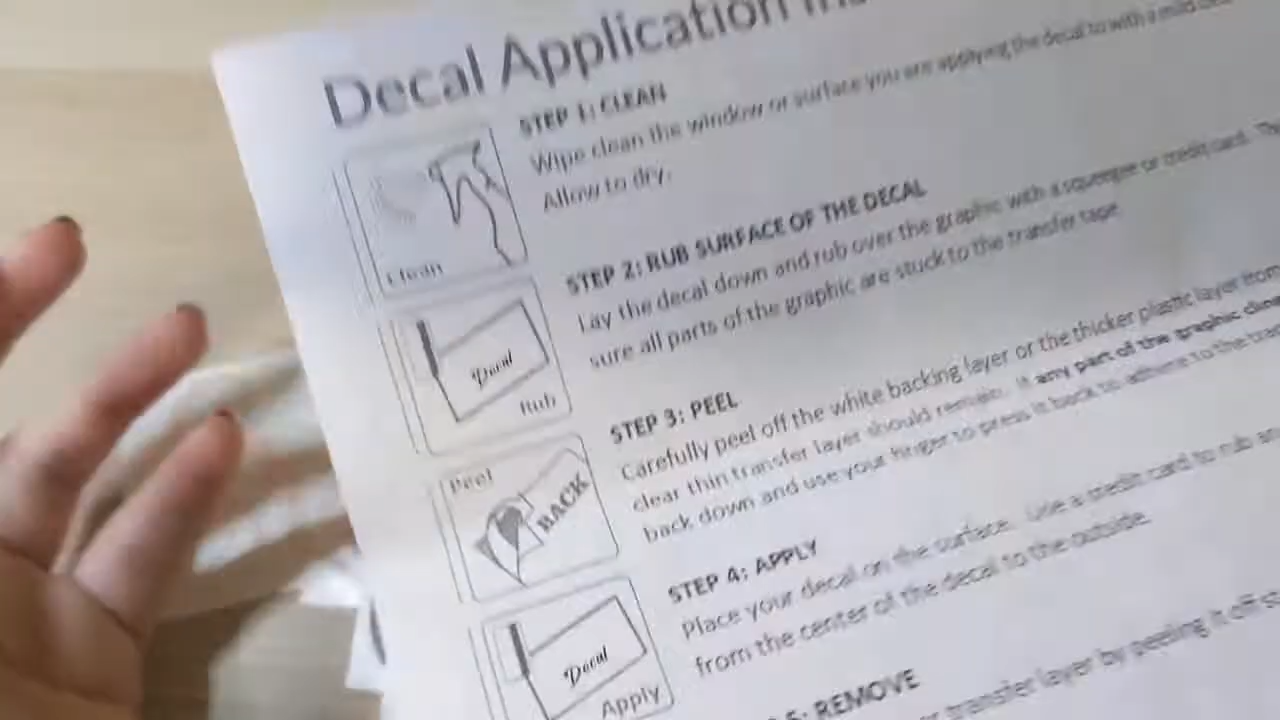 Decal Application
STEP 1: CLEAN
Wipe clean the window or surface you are applying the decal to with a mild
Allow to dry.
Clean
STEP 2: RUB SURFACE OF THE DECAL
Lay the decal down and rub over the graphic with a squeegee or credit card.
sure all parts of the graphic are stuck to the transfer tape.
Decal
Rub
STEP 3: PEEL
Carefully peel off the white backing layer or the thicker plastic layer from
clear thin transfer layer should remain. If any part of the graphic
back down and use your finger to press it back to adhere to the
Peel
BACK
STEP 4: APPLY
Place your decal on the surface. Use a credit card to rub
from the center of the decal to the outside.
Decal
Apply
5: REMOVE
transfer layer by peeling it off